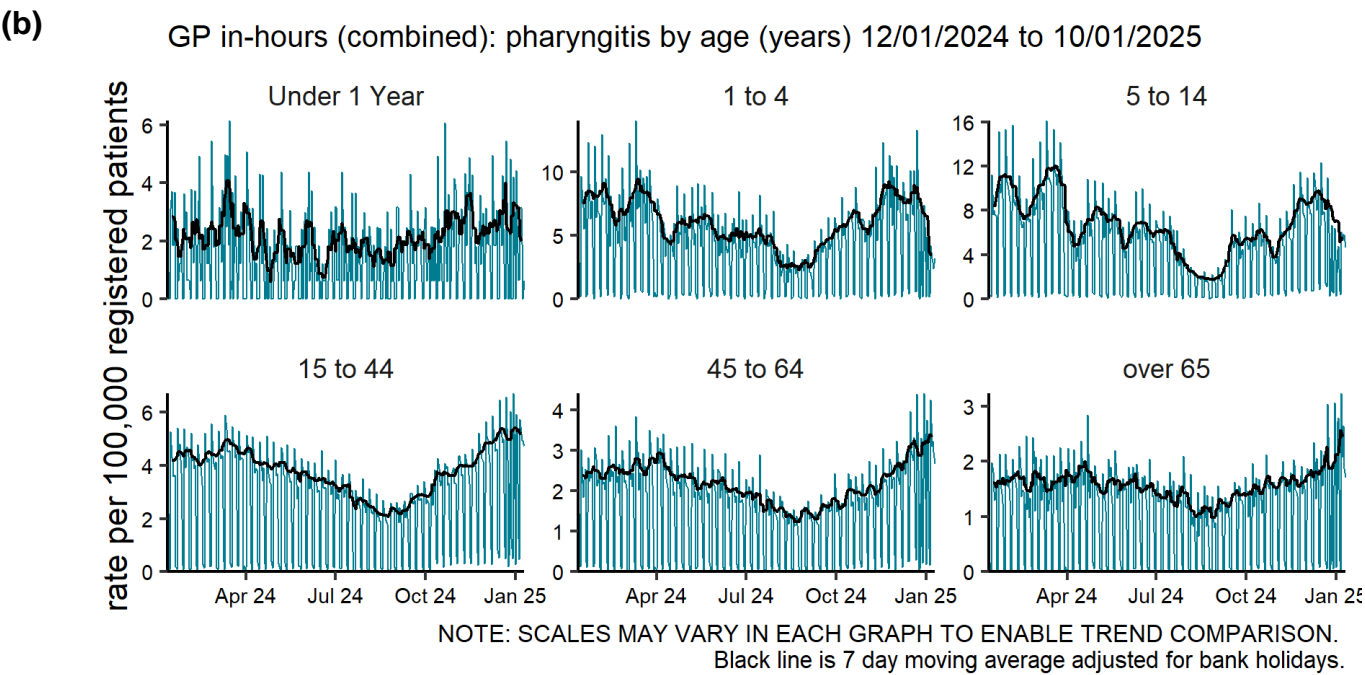 (b)
GP in-hours (combined): pharyngitis by age (years) 12/01/2024 to 10/01/2025
rate per 100,000 registered patients
Under 1 Year
1 to 4
5 to 14
6
4
2
0
10
5
0
16
12
8
4
0
15 to 44
45 to 64
over 65
6
4
2
0
4
3
2
1
0
3
2
1
0
Apr 24 Jul 24 Oct 24 Jan 25
Apr 24 Jul 24 Oct 24 Jan 25
Apr 24 Jul 24 Oct 24 Jan 25
NOTE: SCALES MAY VARY IN EACH GRAPH TO ENABLE TREND COMPARISON.
Black line is 7 day moving average adjusted for bank holidays.